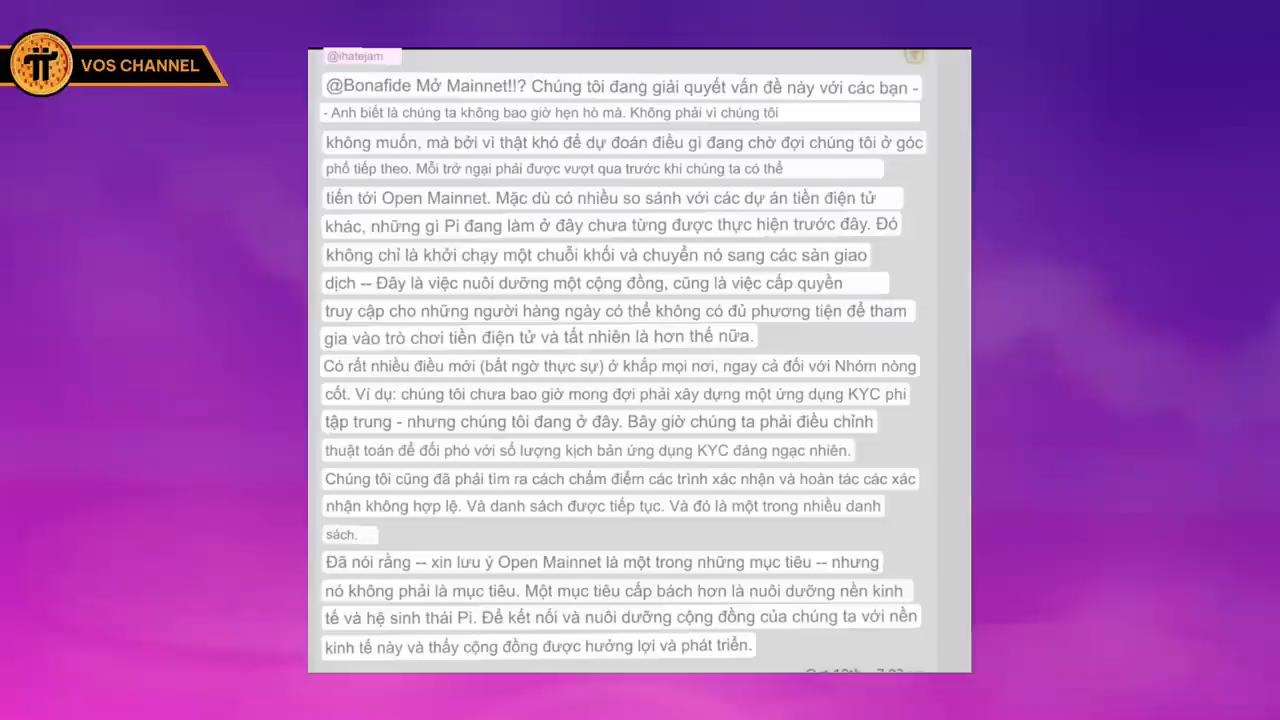 VOS CHANNEL
@ihatejam
@Bonafide Mở Mainnet!!? Chúng tôi đang giải quyết vấn đề này với các bạn -
- Anh biết là chúng ta không bao giờ hẹn hò mà. Không phải vì chúng tôi
không muốn, mà bởi vì thật khó để dự đoán điều gì đang chờ đợi chúng tôi ở góc
phố tiếp theo. Mỗi trở ngại phải được vượt qua trước khi chúng ta có thể
tiến tới Open Mainnet. Mặc dù có nhiều so sánh với các dự án tiền điện tử
khác, những gì Pi đang làm ở đây chưa từng được thực hiện trước đây. Đó
không chỉ là khởi chạy một chuỗi khối và chuyển nó sang các sàn giao
dịch -- Đây là việc nuôi dưỡng một cộng đồng, cũng là việc cấp quyền
truy cập cho những người hàng ngày có thể không có đủ phương tiện để tham
gia vào trò chơi tiền điện tử và tất nhiên là hơn thế nữa.
Có rất nhiều điều mới (bất ngờ thực sự) ở khắp mọi nơi, ngay cả đối với Nhóm nòng
cốt. Ví dụ: chúng tôi chưa bao giờ mong đợi phải xây dựng một ứng dụng KYC phi
tập trung - nhưng chúng tôi đang ở đây. Bây giờ chúng ta phải điều chỉnh
thuật toán để đối phó với số lượng kịch bản ứng dụng KYC đáng ngạc nhiên.
Chúng tôi cũng đã phải tìm ra cách chấm điểm các trình xác nhận và hoàn tác các xác
nhận không hợp lệ. Và danh sách được tiếp tục. Và đó là một trong nhiều danh
sách.
Đã nói rằng -- xin lưu ý Open Mainnet là một trong những mục tiêu -- nhưng
nó không phải là mục tiêu. Một mục tiêu cấp bách hơn là nuôi dưỡng nền kinh
tế và hệ sinh thái Pi. Để kết nối và nuôi dưỡng cộng đồng của chúng ta với nền
kinh tế này và thấy cộng đồng được hưởng lợi và phát triển.